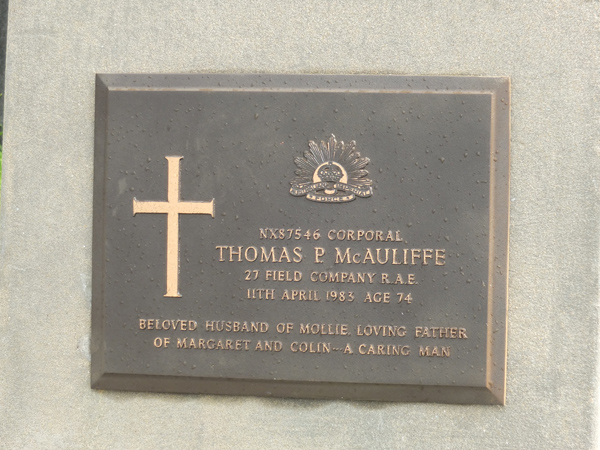 NX87546 CORPORAL
THOMAS P. McAULIFFE
27 FIELD COMPANY R.A.E.
11TH APRIL 1983 AGE 74
BELOVED HUSBAND OF MOLLIE. LOVING FATHER
OF MARGARET AND COLIN---A CARING MAN